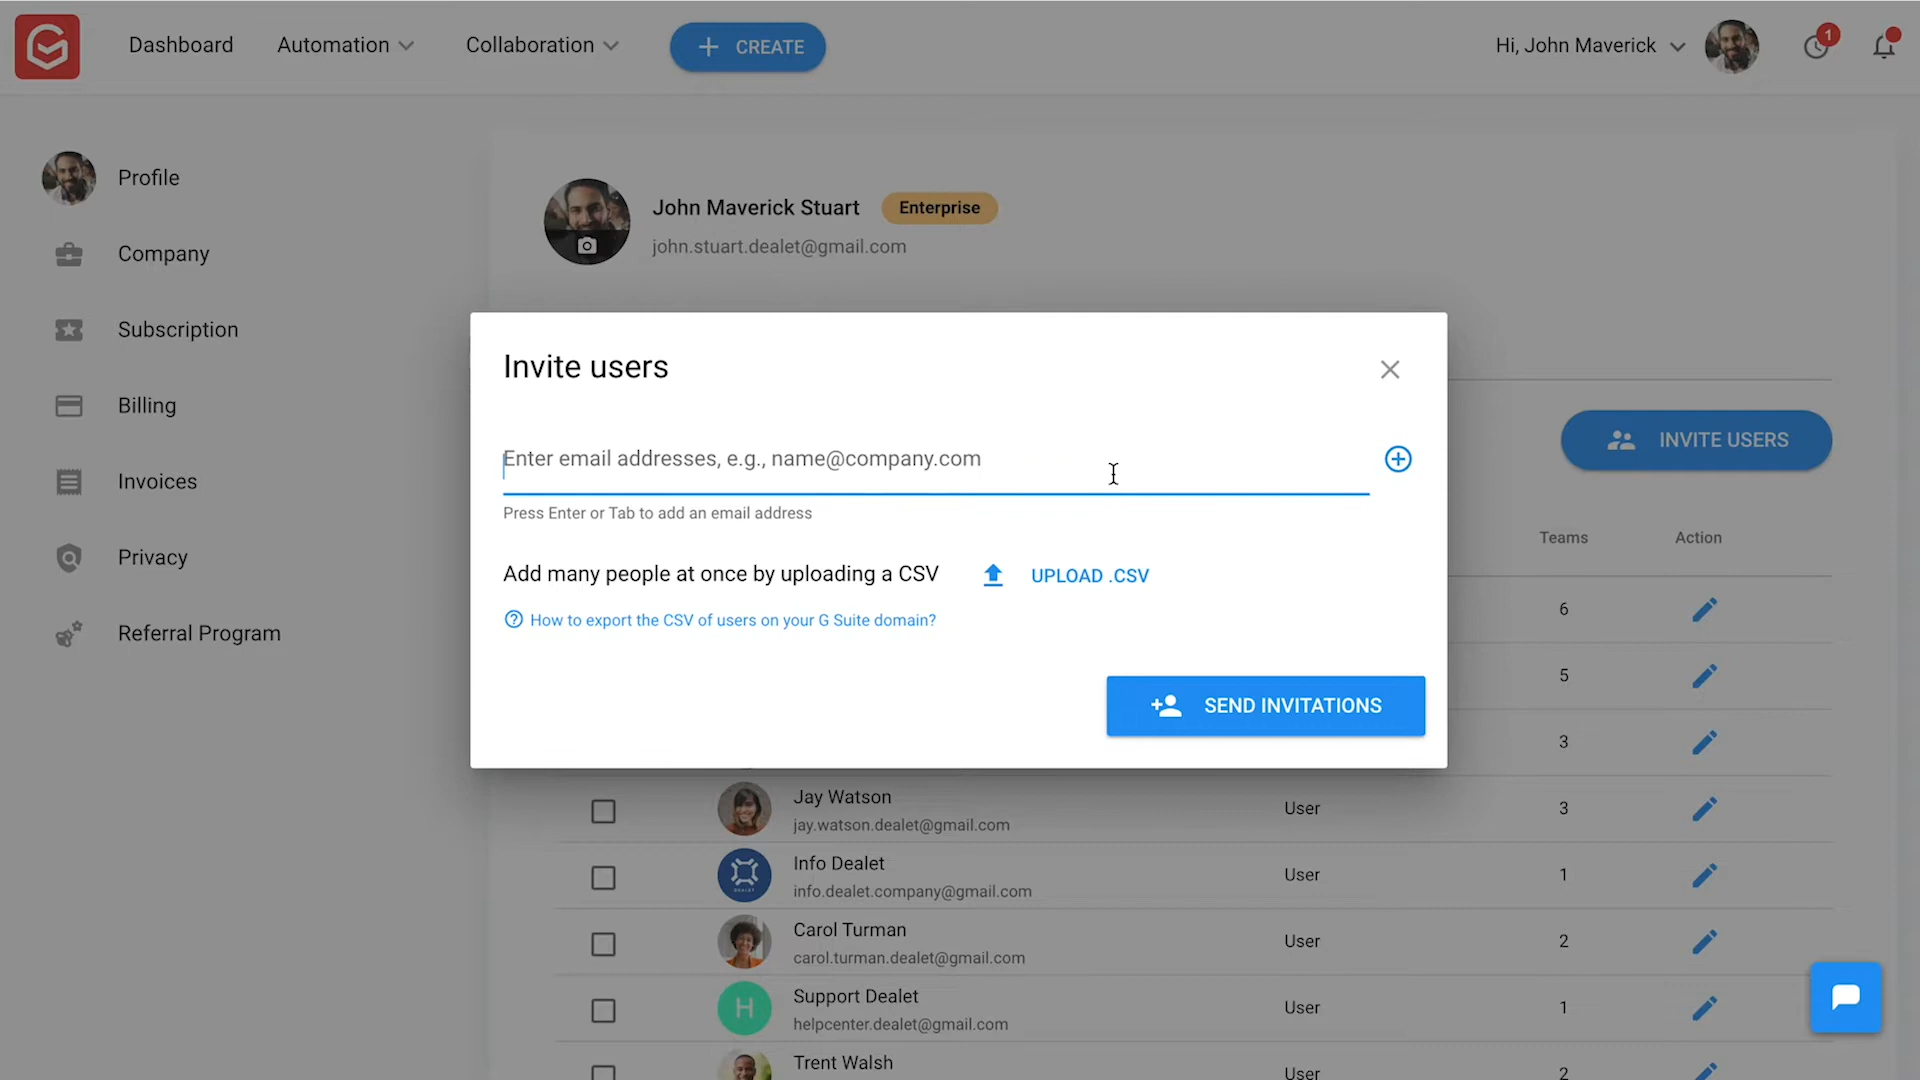 Dashboard
Automation
Collaboration
CREATE
Hi, John Maverick
1
Profile
Company
Subscription
Billing
Invoices
Privacy
Referral Program
John Maverick Stuart
Enterprise
john.stuart.dealet@gmail.com
Invite users
Enter email addresses, e.g., name@company.com
Press Enter or Tab to add an email address
Add many people at once by uploading a CSV
UPLOAD .CSV
How to export the CSV of users on your G Suite domain?
SEND INVITATIONS
INVITE USERS
Teams Action
6
5
3
Jay Watson
jay.watson.dealet@gmail.com
User 3
DEALET
Info Dealet
info.dealet.company@gmail.com
User 1
Carol Turman
carol.turman.dealet@gmail.com
User 2
H
Support Dealet
helpcenter.dealet@gmail.com
User 1
Trent Walsh
User 2